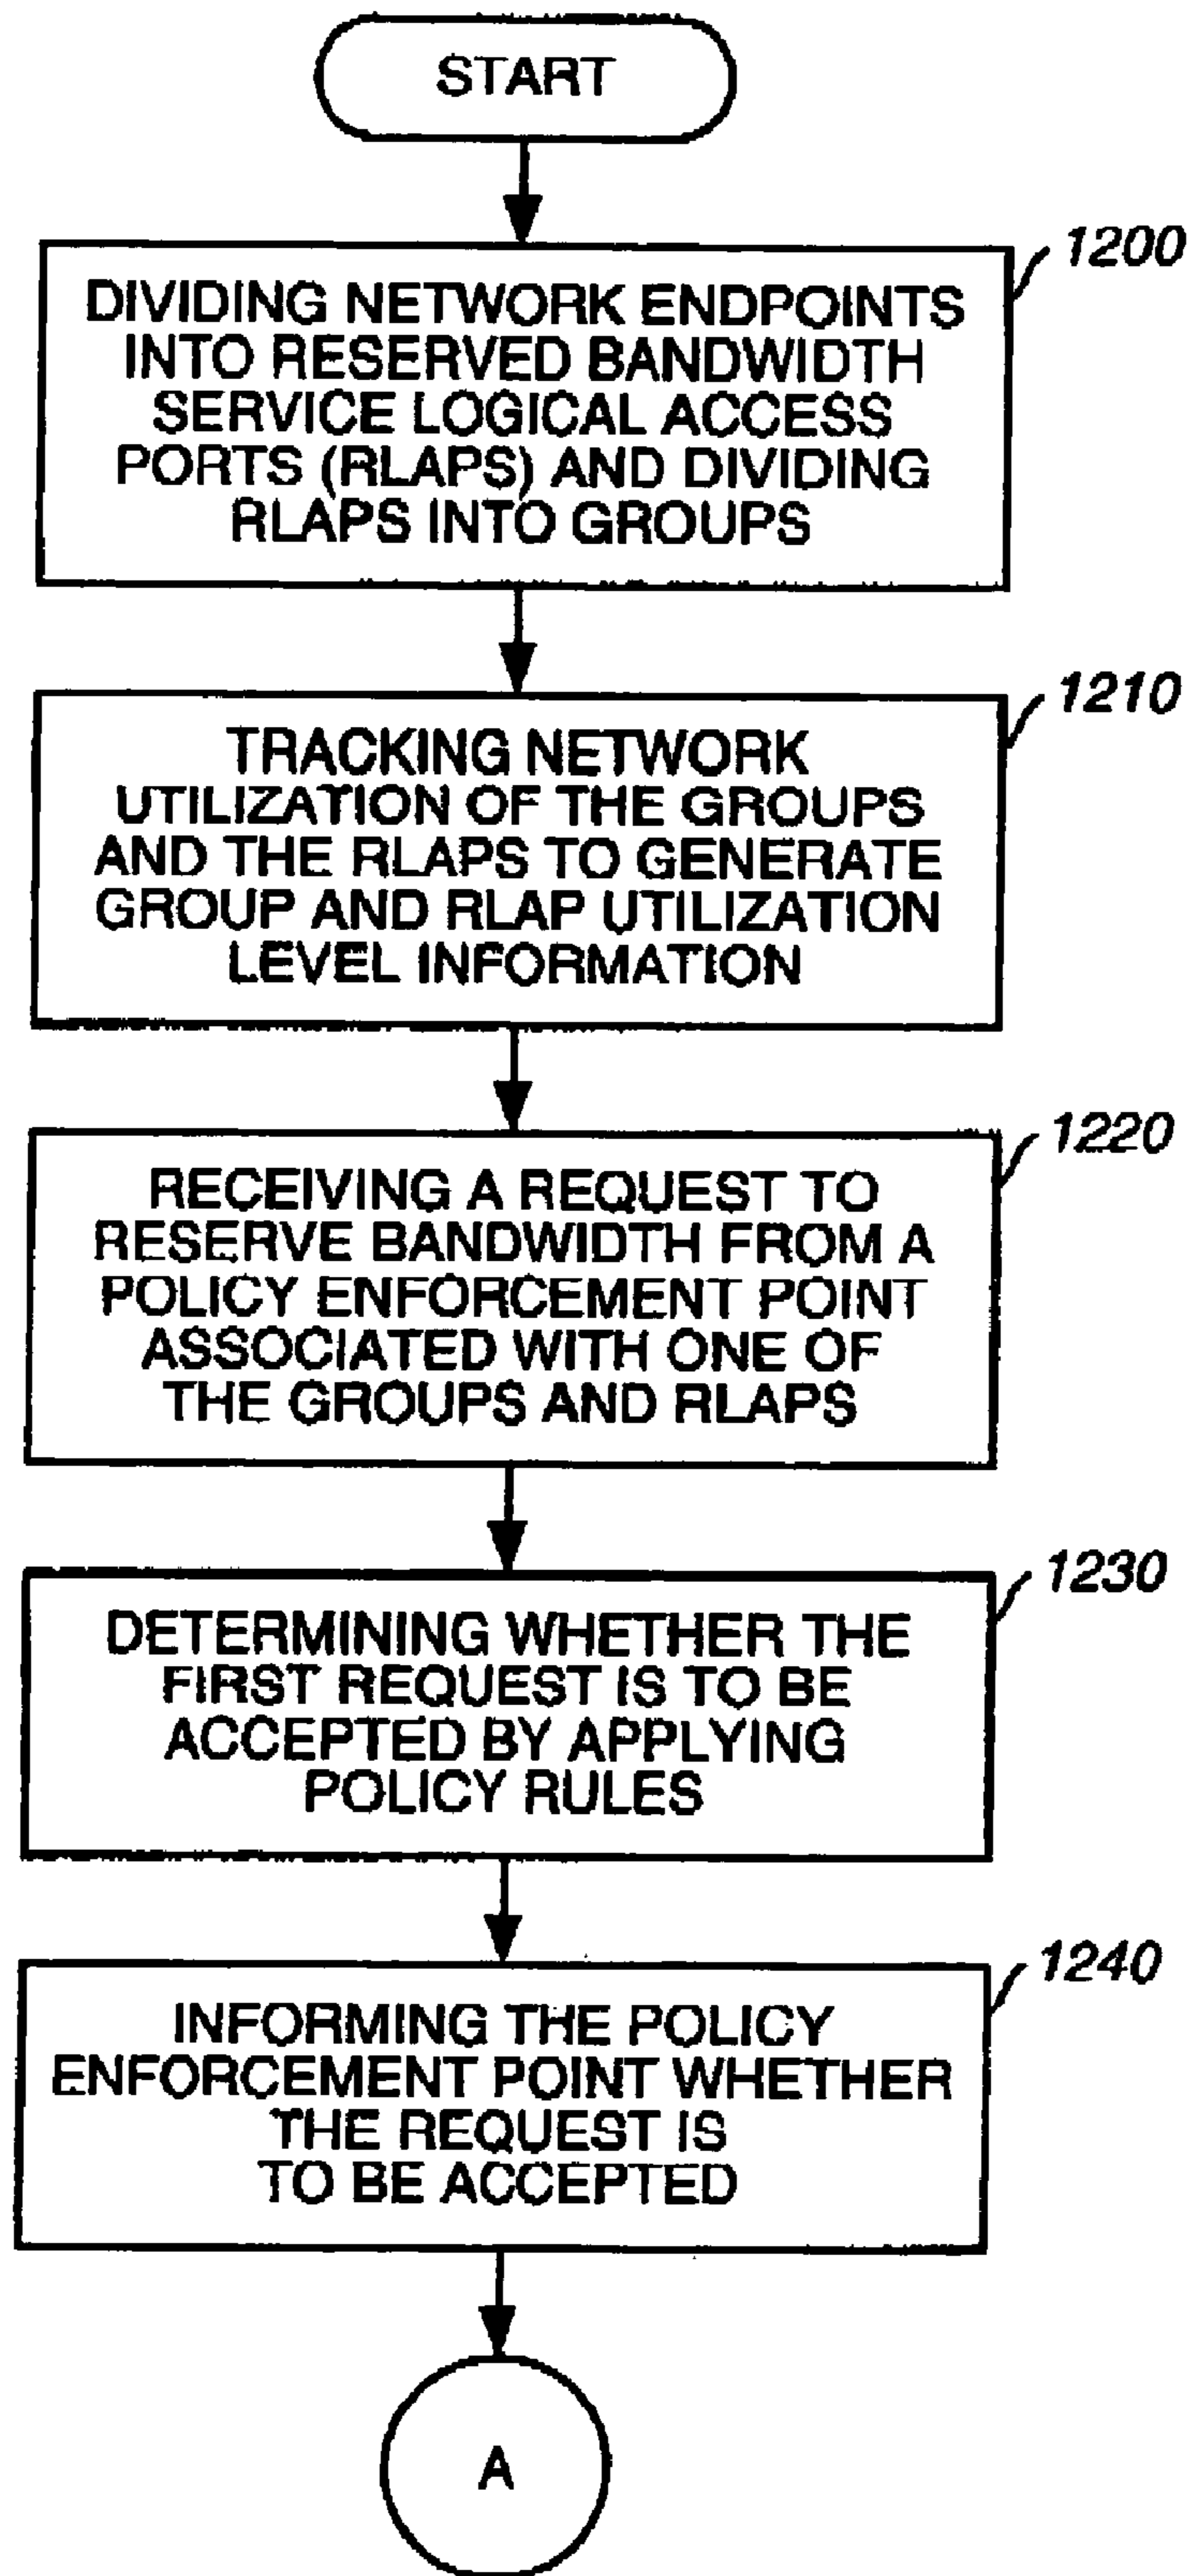 START
1200
DIVIDING NETWORK ENDPOINTS
INTO RESERVED BANDWIDTH
SERVICE LOGICAL ACCESS
PORTS (RLAPS) AND DIVIDING
RLAPS INTO GROUPS
1210
TRACKING NETWORK
UTILIZATION OF THE GROUPS
AND THE RLAPS TO GENERATE
GROUP AND RLAP UTILIZATION
LEVEL INFORMATION
1220
RECEIVING A REQUEST TO
RESERVE BANDWIDTH FROM A
POLICY ENFORCEMENT POINT
ASSOCIATED WITH ONE OF
THE GROUPS AND RLAPS
1230
DETERMINING WHETHER THE
FIRST REQUEST IS TO BE
ACCEPTED BY APPLYING
POLICY RULES
1240
INFORMING THE POLICY
ENFORCEMENT POINT WHETHER
THE REQUEST IS
TO BE ACCEPTED
A